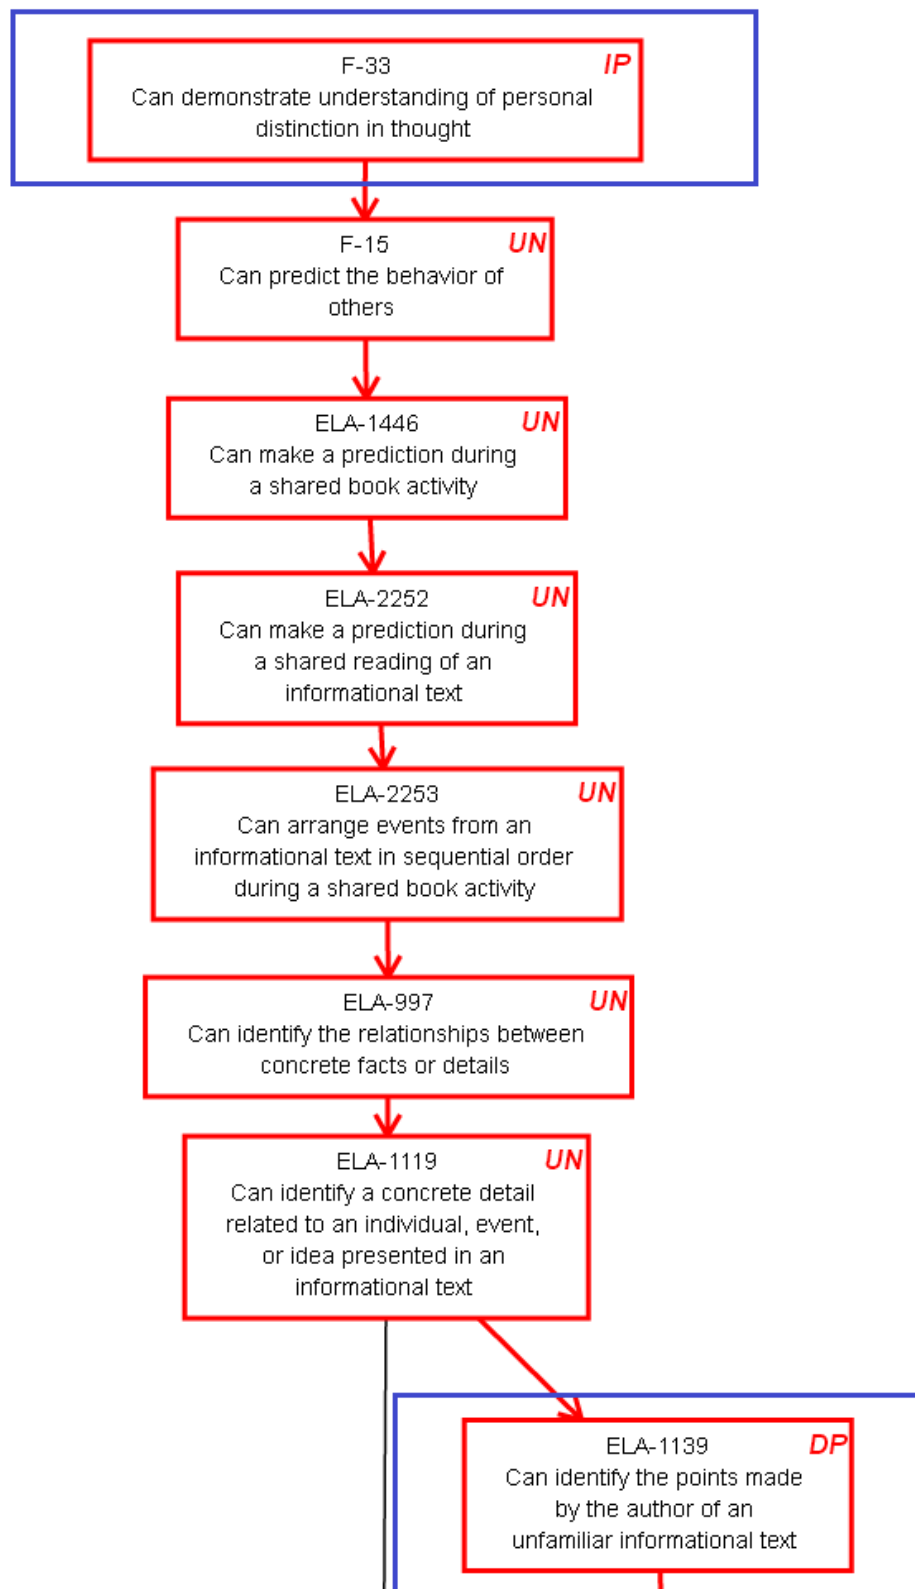 F-33 IP
Can demonstrate understanding of personal
distinction in thought
F-15 UN
Can predict the behavior of
others
ELA-1446 UN
Can make a prediction during
a shared book activity
ELA-2252 UN
Can make a prediction during
a shared reading of an
informational text
ELA-2253 UN
Can arrange events from an
informational text in sequential order
during a shared book activity
ELA-997 UN
Can identify the relationships between
concrete facts or details
ELA-1119 UN
Can identify a concrete detail
related to an individual, event,
or idea presented in an
informational text
ELA-1139 DP
Can identify the points made
by the author of an
unfamiliar informational text